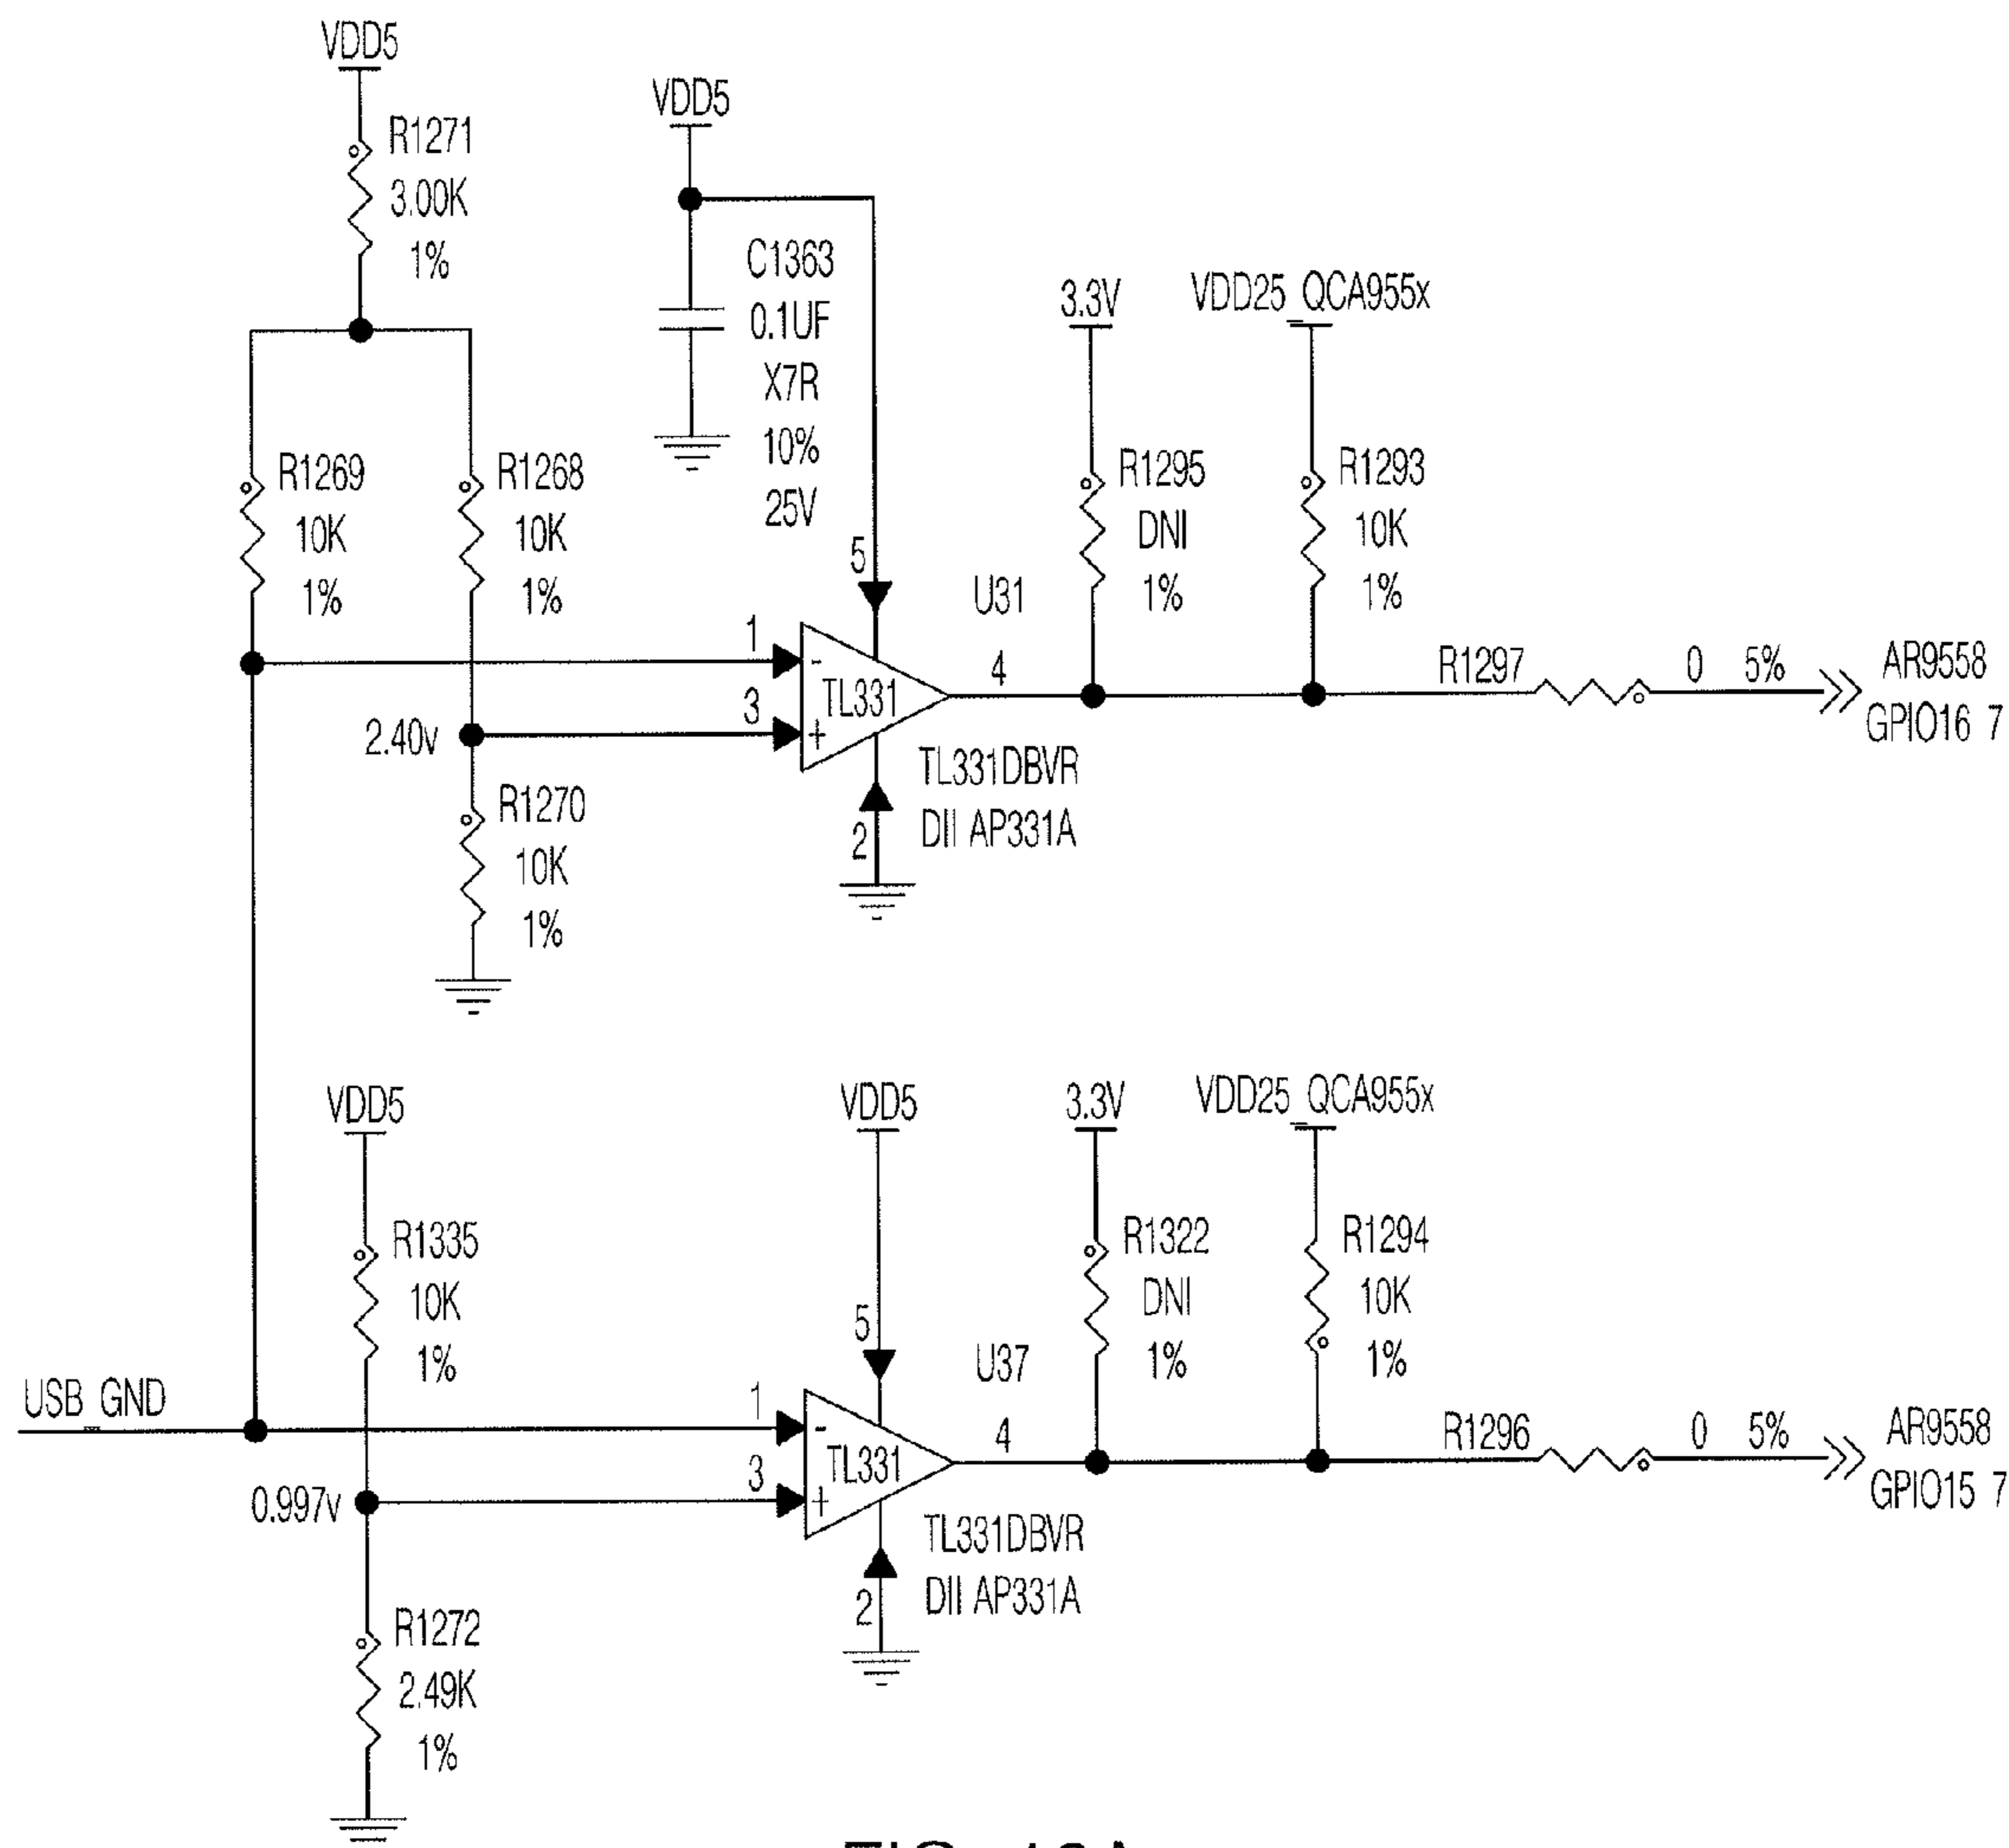 VDD5
R1271
3.00K
1%
VDD5
C1363
0.1UF
X7R
10%
25V
R1269
10K
1%
R1268
10K
1%
3.3V
VDD25_QCA955x
R1295
DNI
1%
R1293
10K
1%
5
U31
1
-
TL331
3
+
4
2
2.40v
R1270
10K
1%
TL331DBVR
DII AP331A
R1297
0 5%
AR9558
GPIO16 7
VDD5
R1335
10K
1%
VDD5
3.3V
VDD25_QCA955x
R1322
DNI
1%
R1294
10K
1%
5
U37
USB_GND
1
-
TL331
3
+
4
2
0.997v
TL331DBVR
DII AP331A
R1296
0 5%
AR9558
GPIO15 7
R1272
2.49K
1%